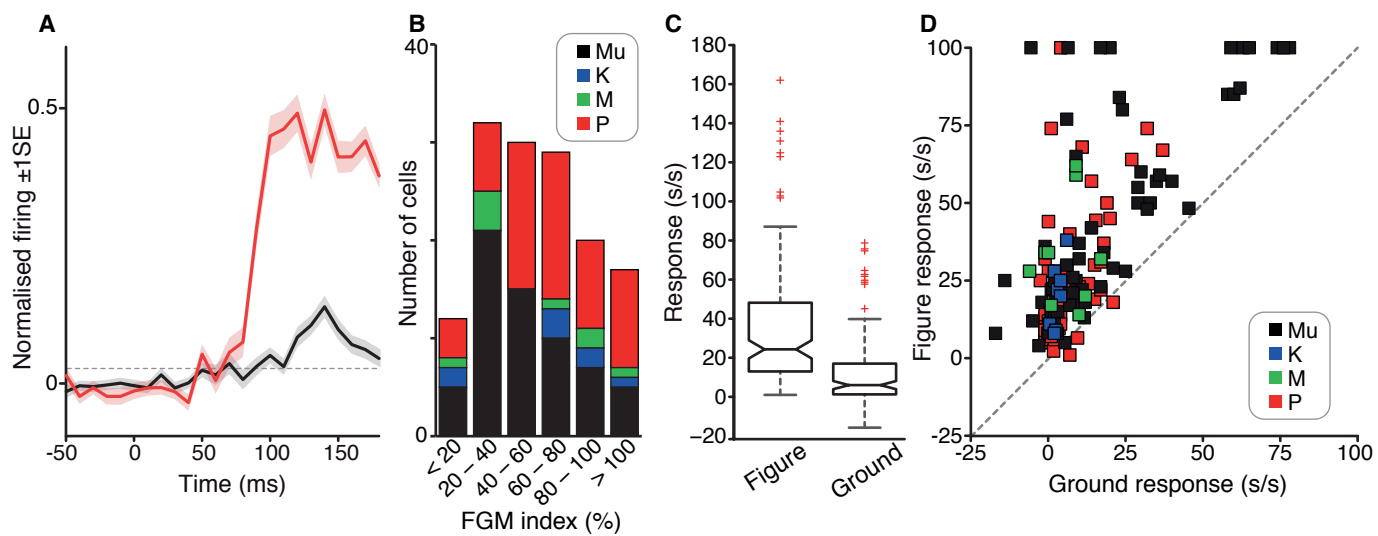 A
Normalised firing ±1SE
0.5
0
-50
0
50
100
150
Time (ms)
B
Number of cells
40
0
Mu
K
M
P
< 20
20 – 40
40 – 60
60 – 80
80 – 100
> 100
FGM index (%)
C
Response (s/s)
180
160
140
120
100
80
60
40
20
0
−20
Figure
Ground
D
Figure response (s/s)
100
75
50
25
0
-25
-25
0
25
50
75
100
Mu
K
M
P
Ground response (s/s)